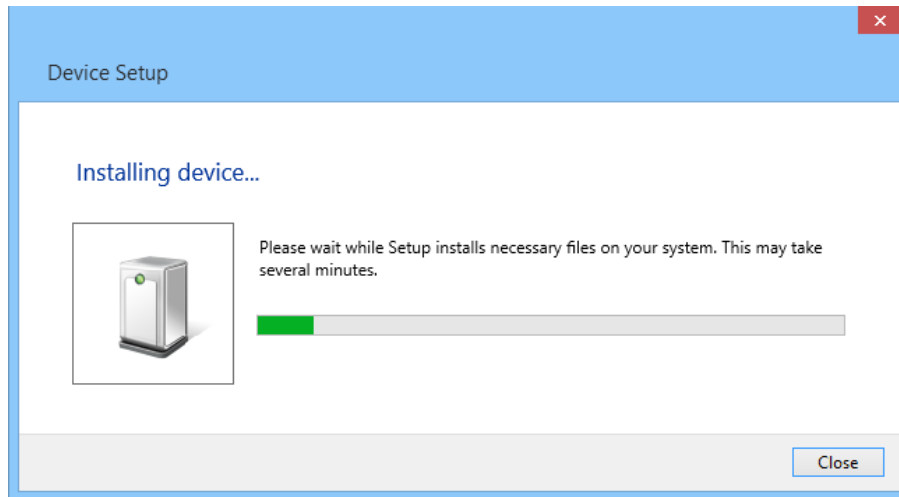 Device Setup
Installing device...
Please wait while Setup installs necessary files on your system. This may take
several minutes.
Close